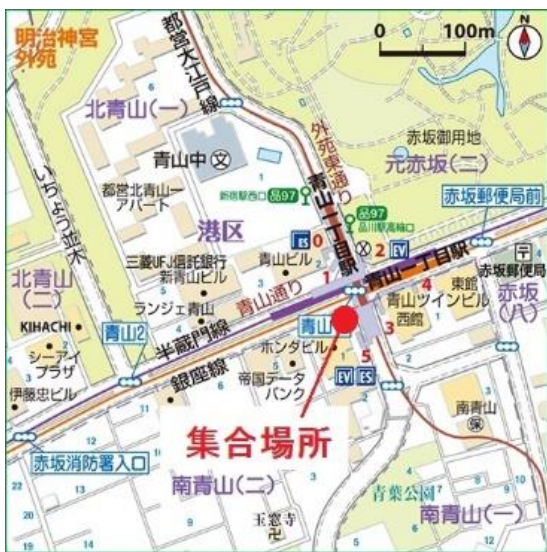 明治神宮
外苑
0 100m
N
都営大江戸線
北青山(一)
青山中
文
都営北青山一
アパート
いちょう並木
外苑東通り
赤坂御用地
元赤坂(二)
新宿駅西口
品97
品97
品川駅高輪口
青山一丁目駅
赤坂郵便局前
港区
ES
0
2
EV
三菱UFJ信託銀行
新青山ビル
青山ビル
1
青山一丁目駅
赤坂郵便局
北青山
(二)
青山通り
ランジェ青山
4
東館
青山ツインビル
西館
赤坂
(八)
KIHACHI
シーアイ
プラザ
青山2
半蔵門線
青山
3
ホンダビル
5
伊藤忠ビル
銀座線
帝国データ
バンク
EV
ES
南青山
集合場所
赤坂消防署入口
南青山(二)
青葉公園
玉窓寺
南青山(一)